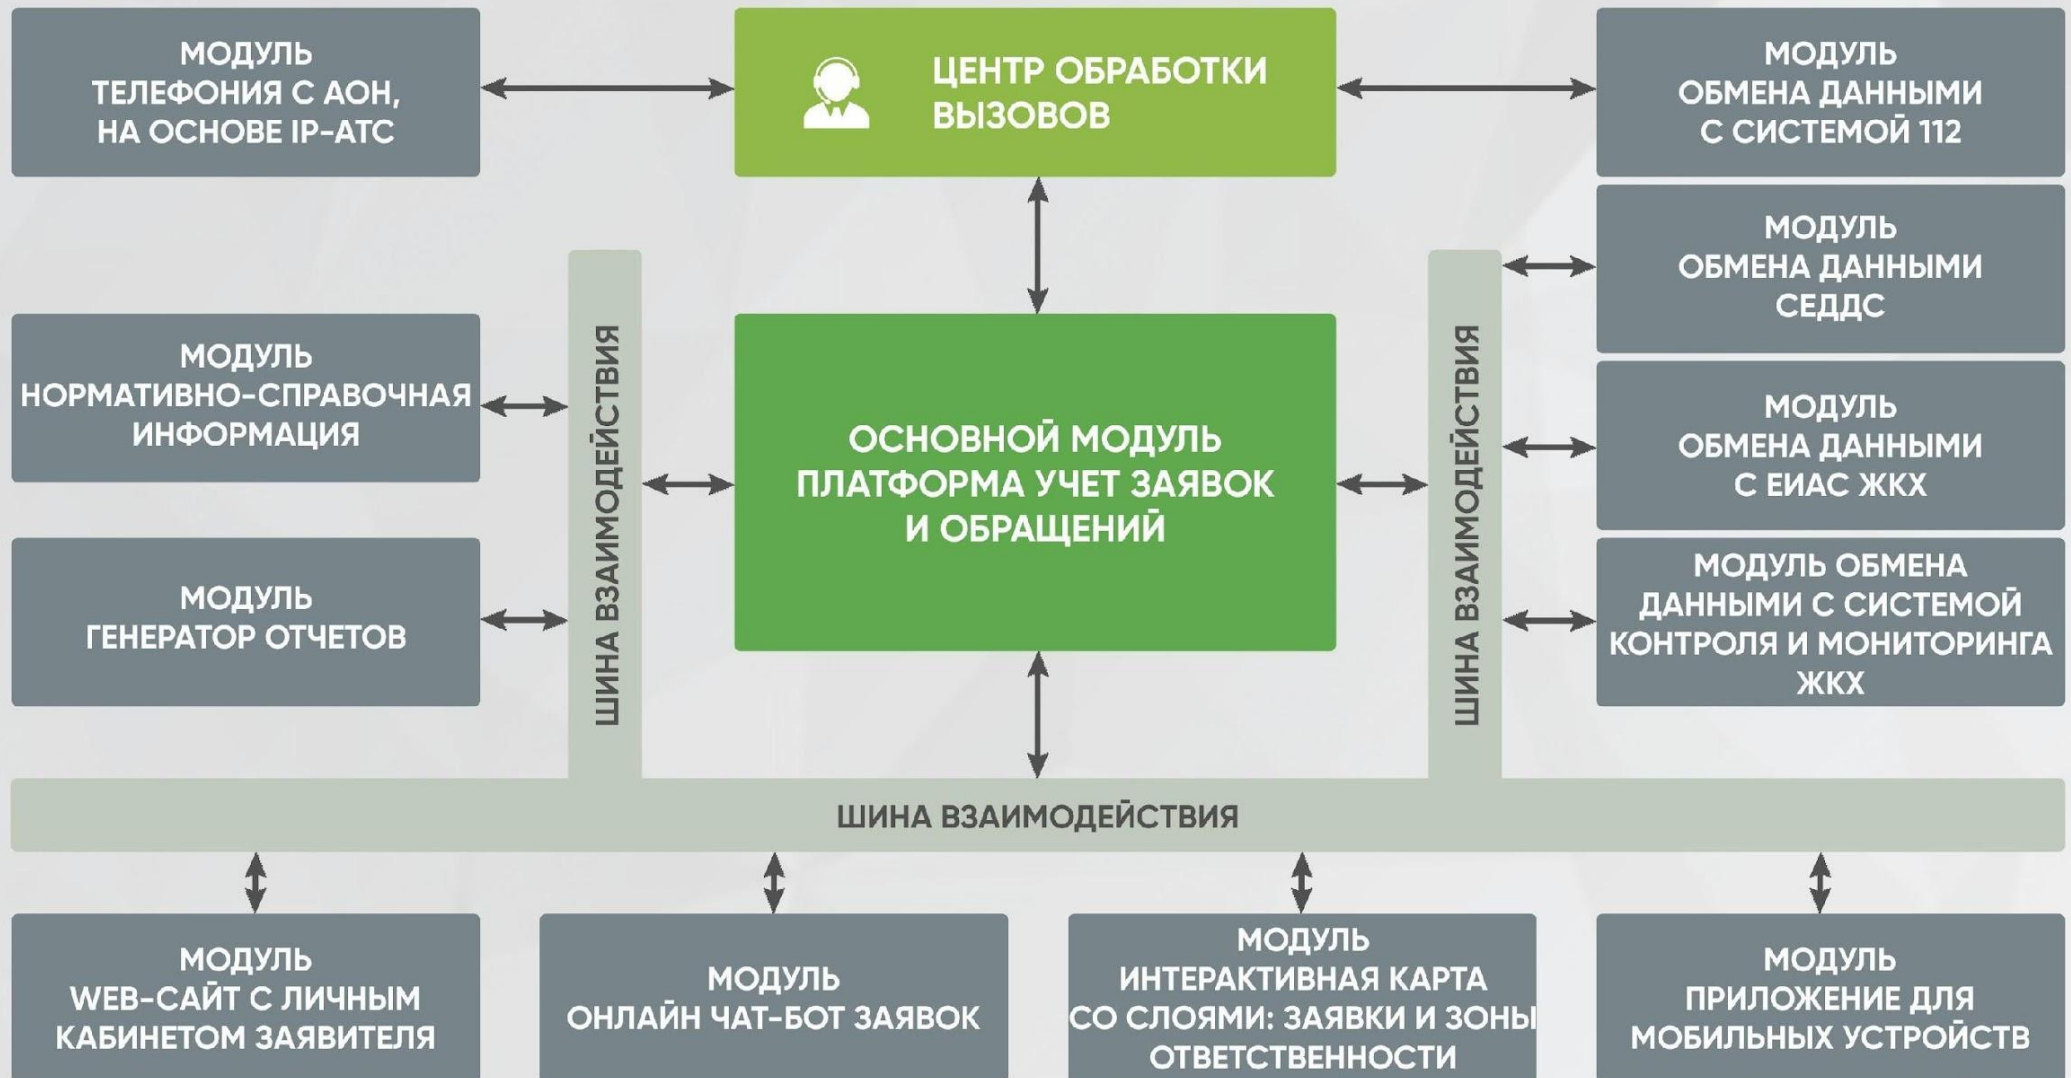 МОДУЛЬ
ТЕЛЕФОНИЯ С АОН,
НА ОСНОВЕ IP-АТС
ЦЕНТР ОБРАБОТКИ
ВЫЗОВОВ
МОДУЛЬ
ОБМЕНА ДАННЫМИ
С СИСТЕМОЙ 112
МОДУЛЬ
ОБМЕНА ДАННЫМИ
СЕДДС
МОДУЛЬ
НОРМАТИВНО-СПРАВОЧНАЯ
ИНФОРМАЦИЯ
ШИНА ВЗАИМОДЕЙСТВИЯ
ОСНОВНОЙ МОДУЛЬ
ПЛАТФОРМА УЧЕТ ЗАЯВОК
И ОБРАЩЕНИЙ
ШИНА ВЗАИМОДЕЙСТВИЯ
МОДУЛЬ
ОБМЕНА ДАННЫМИ
С ЕИАС ЖКХ
МОДУЛЬ
ГЕНЕРАТОР ОТЧЕТОВ
МОДУЛЬ ОБМЕНА
ДАННЫМИ С СИСТЕМОЙ
КОНТРОЛЯ И МОНИТОРИНГА
ЖКХ
ШИНА ВЗАИМОДЕЙСТВИЯ
МОДУЛЬ
WEB-САЙТ С ЛИЧНЫМ
КАБИНЕТОМ ЗАЯВИТЕЛЯ
МОДУЛЬ
ОНЛАЙН ЧАТ-БОТ ЗАЯВОК
МОДУЛЬ
ИНТЕРАКТИВНАЯ КАРТА
СО СЛОЯМИ: ЗАЯВКИ И ЗОНЫ
ОТВЕТСТВЕННОСТИ
МОДУЛЬ
ПРИЛОЖЕНИЕ ДЛЯ
МОБИЛЬНЫХ УСТРОЙСТВ